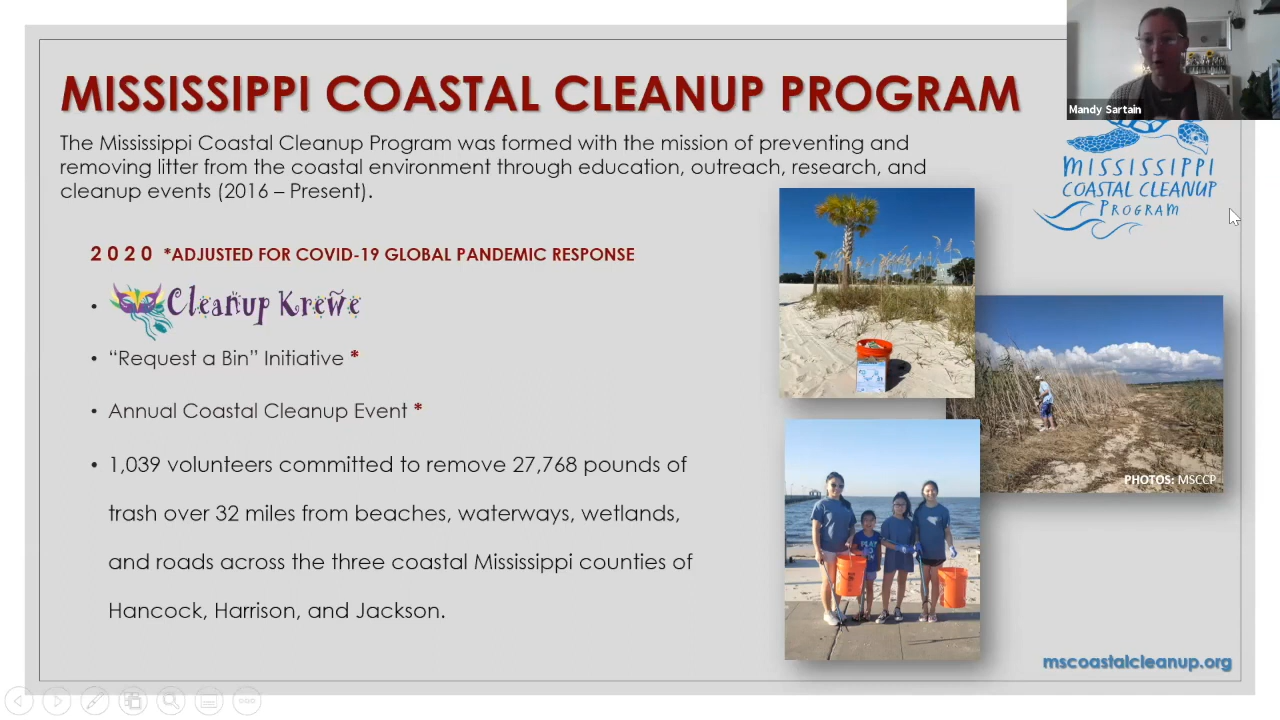 MISSISSIPPI COASTAL CLEANUP PROGRAM
Mandy Sartain
The Mississippi Coastal Cleanup Program was formed with the mission of preventing and
removing litter from the coastal environment through education, outreach, research, and
cleanup events (2016 – Present).
MISSISSIPPI
COASTAL CLEANUP
PROGRAM
2020 *ADJUSTED FOR COVID-19 GLOBAL PANDEMIC RESPONSE
• Cleanup Krewe
• “Request a Bin” Initiative *
• Annual Coastal Cleanup Event *
• 1,039 volunteers committed to remove 27,768 pounds of
trash over 32 miles from beaches, waterways, wetlands,
and roads across the three coastal Mississippi counties of
Hancock, Harrison, and Jackson.
PHOTOS: MSCCP
mscoastalcleanup.org